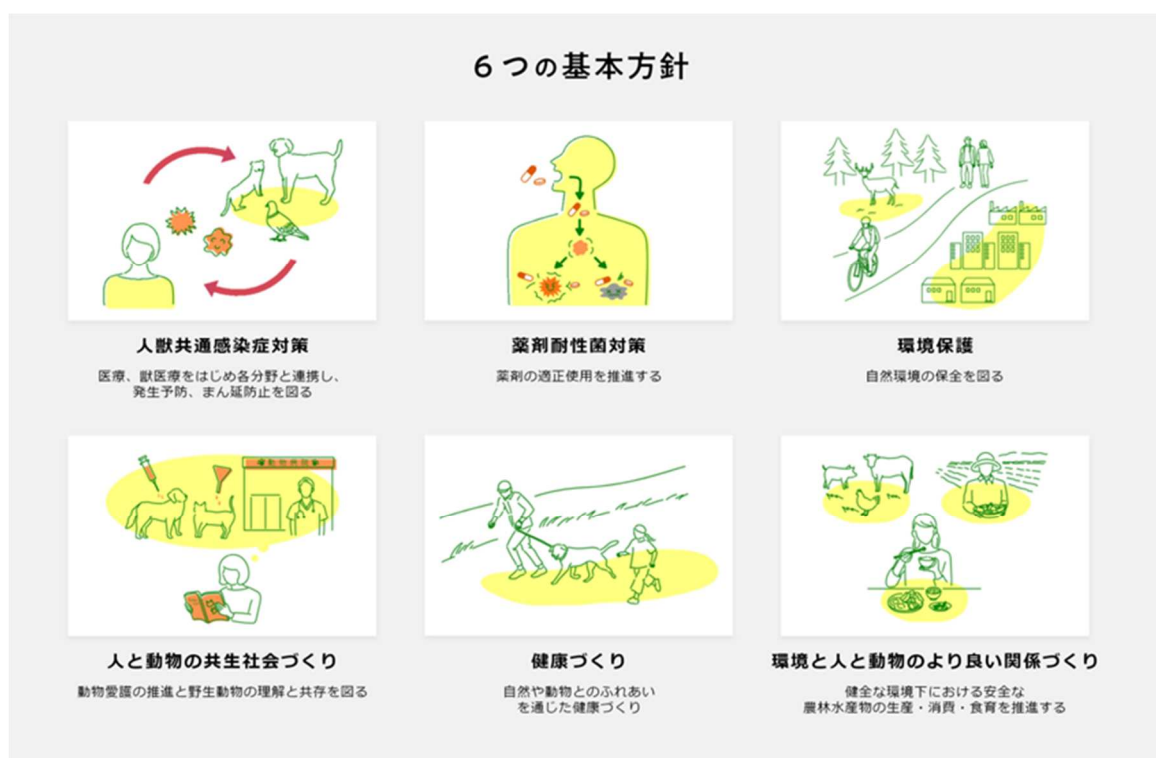 6つの基本方針
人獣共通感染症対策
医療、獣医療をはじめ各分野と連携し、
発生予防、まん延防止を図る
薬剤耐性菌対策
薬剤の適正使用を推進する
環境保護
自然環境の保全を図る
動物病院
人と動物の共生社会づくり
動物愛護の推進と野生動物の理解と共存を図る
健康づくり
自然や動物とのふれあい
を通じた健康づくり
環境と人と動物のより良い関係づくり
健全な環境下における安全な
農林水産物の生産・消費・食育を推進する